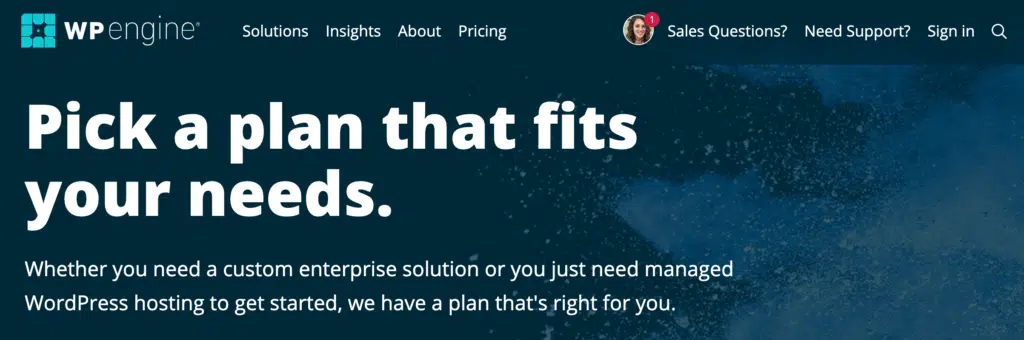 WP engine®
Solutions Insights About Pricing
1
Sales Questions? Need Support? Sign in
Pick a plan that fits
your needs.
Whether you need a custom enterprise solution or you just need managed
WordPress hosting to get started, we have a plan that's right for you.